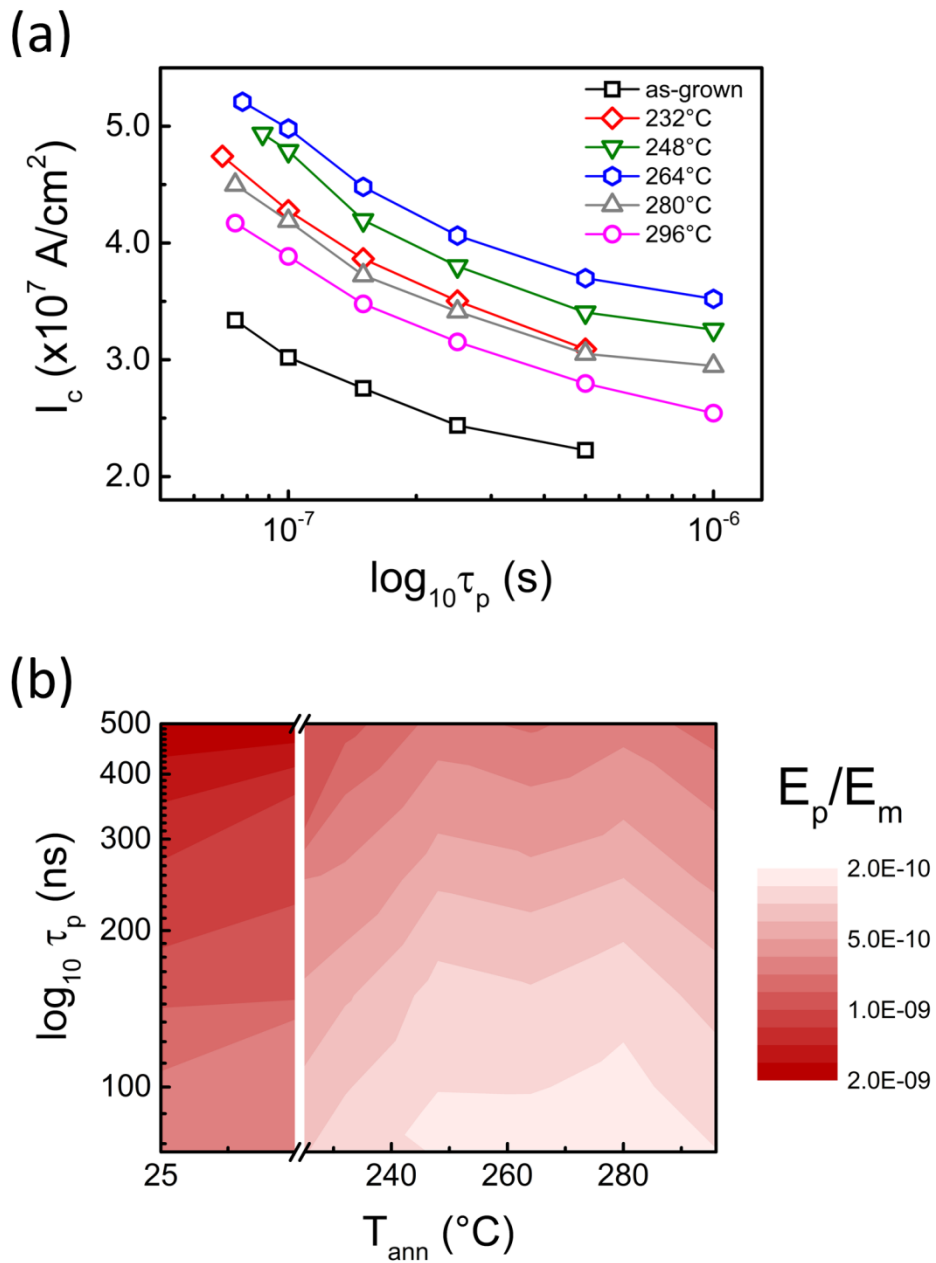 (a)
I_c (x10^7 A/cm^2)
5.0
4.0
3.0
2.0
as-grown
232°C
248°C
264°C
280°C
296°C
10^-7
10^-6
log_10 τ_p (s)
(b)
log_10 τ_p (ns)
500
400
300
200
100
25
240
260
280
T_ann (°C)
E_p/E_m
2.0E-10
5.0E-10
1.0E-09
2.0E-09